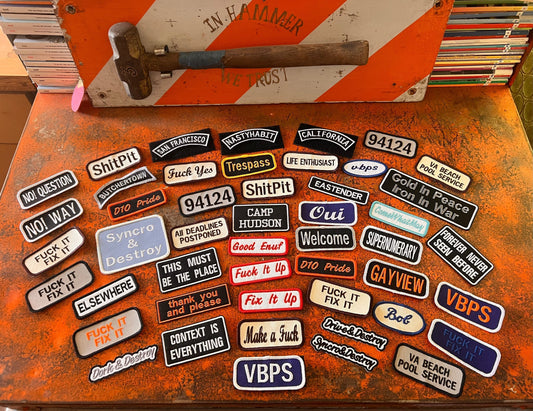 IN HAMMER
WE TRUST
SAN FRANCISCO
NASTYHABIT
CALIFORNIA
94124
ShitPit
Fuck Yes
Trespass
LIFE ENTHUSIAST
vbps
VA BEACH
POOL SERVICE
NO! QUESTION
BUTCHERTOWN
D10 Pride
94124
ShitPit
EASTENDER
Gold In Peace
Iron In War
NO! WAY
Syncro
&
Destroy
All DEADLINES
POSTPONED
CAMP
HUDSON
Oui
SUPERNUMERARY
FOREVER NEVER
SEEN BEFORE
FUCK IT
FIX IT
Good Enuf
Welcome
FUCK IT
FIX IT
ELSEWHERE
THIS MUST
BE THE PLACE
Fuck It Up
D10 Pride
GAYVIEW
VBPS
thank you
and please
Fix It Up
FUCK IT
FIX IT
Bob
FUCK IT
FIX IT
CONTEXT IS
EVERYTHING
Make a Fuck
Drive & Destroy
Syncro & Destroy
FUCK IT
FIX IT
Dork & Destroy
VBPS
VA BEACH
POOL SERVICE